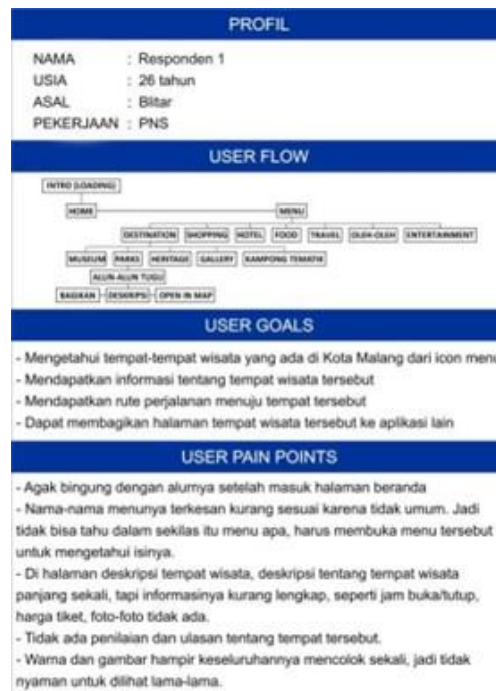 PROFIL
NAMA : Responden 1
USIA : 26 tahun
ASAL : Blitar
PEKERJAAN : PNS
USER FLOW
INTRO (LOADING)
HOME MENU
DESTINATION SHOPPING HOTEL FOOD TRAVEL OLEH-OLEH ENTERTAINMENT
MUSEUM PARKS HERITAGE GALLERY KAMPONG TEMATIK
ALUN-ALUN TUGU
BAGIKAN DESKRIPSI OPEN IN MAP
USER GOALS
- Mengetahui tempat-tempat wisata yang ada di Kota Malang dari icon menu
- Mendapatkan informasi tentang tempat wisata tersebut
- Mendapatkan rute perjalanan menuju tempat tersebut
- Dapat membagikan halaman tempat wisata tersebut ke aplikasi lain
USER PAIN POINTS
- Agak bingung dengan alurnya setelah masuk halaman beranda
- Nama-nama menunya terkesan kurang sesuai karena tidak umum. Jadi
tidak bisa tahu dalam sekilas itu menu apa, harus membuka menu tersebut
untuk mengetahui isinya.
- Di halaman deskripsi tempat wisata, deskripsi tentang tempat wisata
panjang sekali, tapi informasinya kurang lengkap, seperti jam buka/tutup,
harga tiket, foto-foto tidak ada.
- Tidak ada penilaian dan ulasan tentang tempat tersebut.
- Warna dan gambar hampir keseluruhannya mencolok sekali, jadi tidak
nyaman untuk dilihat lama-lama.